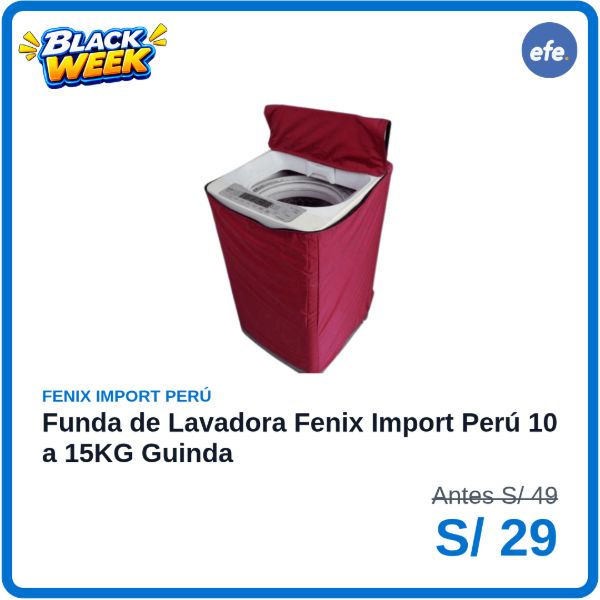 BLACK
WEEK
efe.
FENIX IMPORT PERÚ
Funda de Lavadora Fenix Import Perú 10
a 15KG Guinda
Antes S/ 49
S/ 29